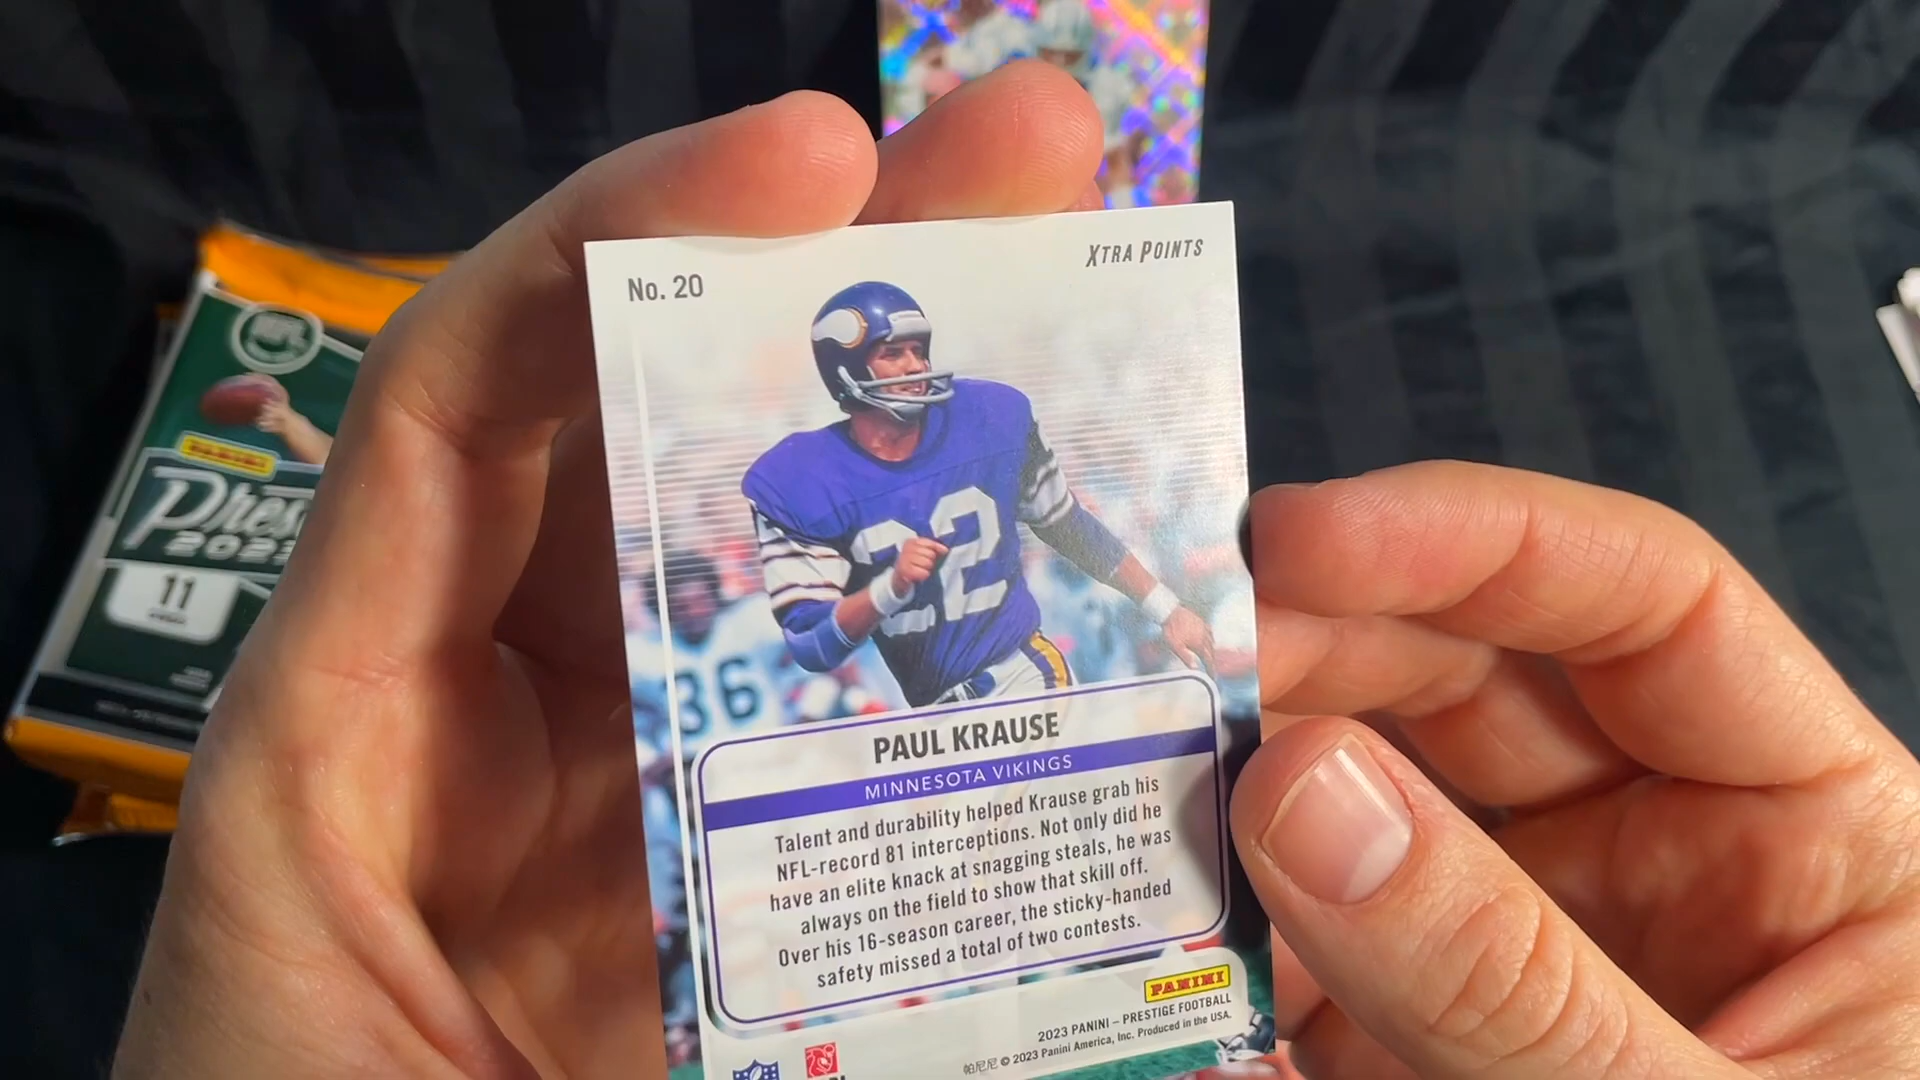 No. 20
XTRA POINTS
22
36
PAUL KRAUSE
MINNESOTA VIKINGS
Talent and durability helped Krause grab his
NFL-record 81 interceptions. Not only did he
have an elite knack at snagging steals, he was
always on the field to show that skill off.
Over his 16-season career, the sticky-handed
safety missed a total of two contests.
PANINI
2023 PANINI – PRESTIGE FOOTBALL
帕尼尼 © 2023 Panini America, Inc. Produced in the USA.
NFL
PANINI
11